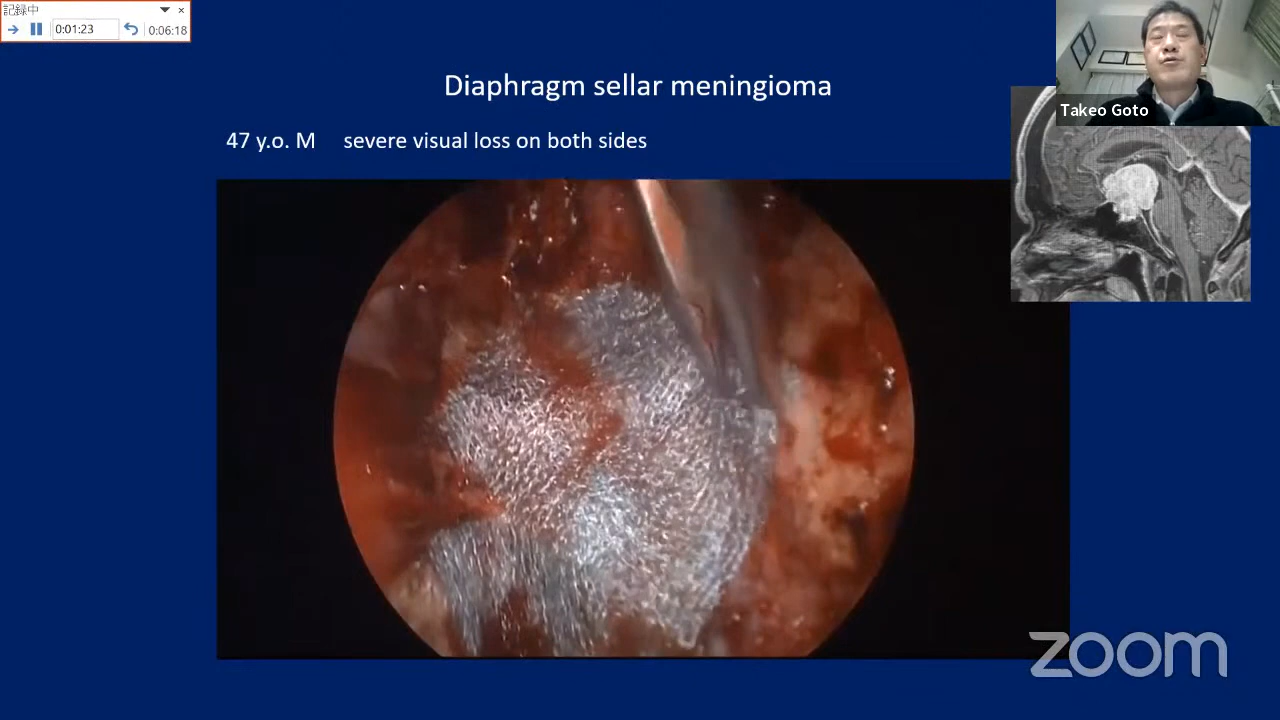 記録中
0:01:23
0:06:18
Takeo Goto
Diaphragm sellar meningioma
47 y.o. M severe visual loss on both sides
zoom